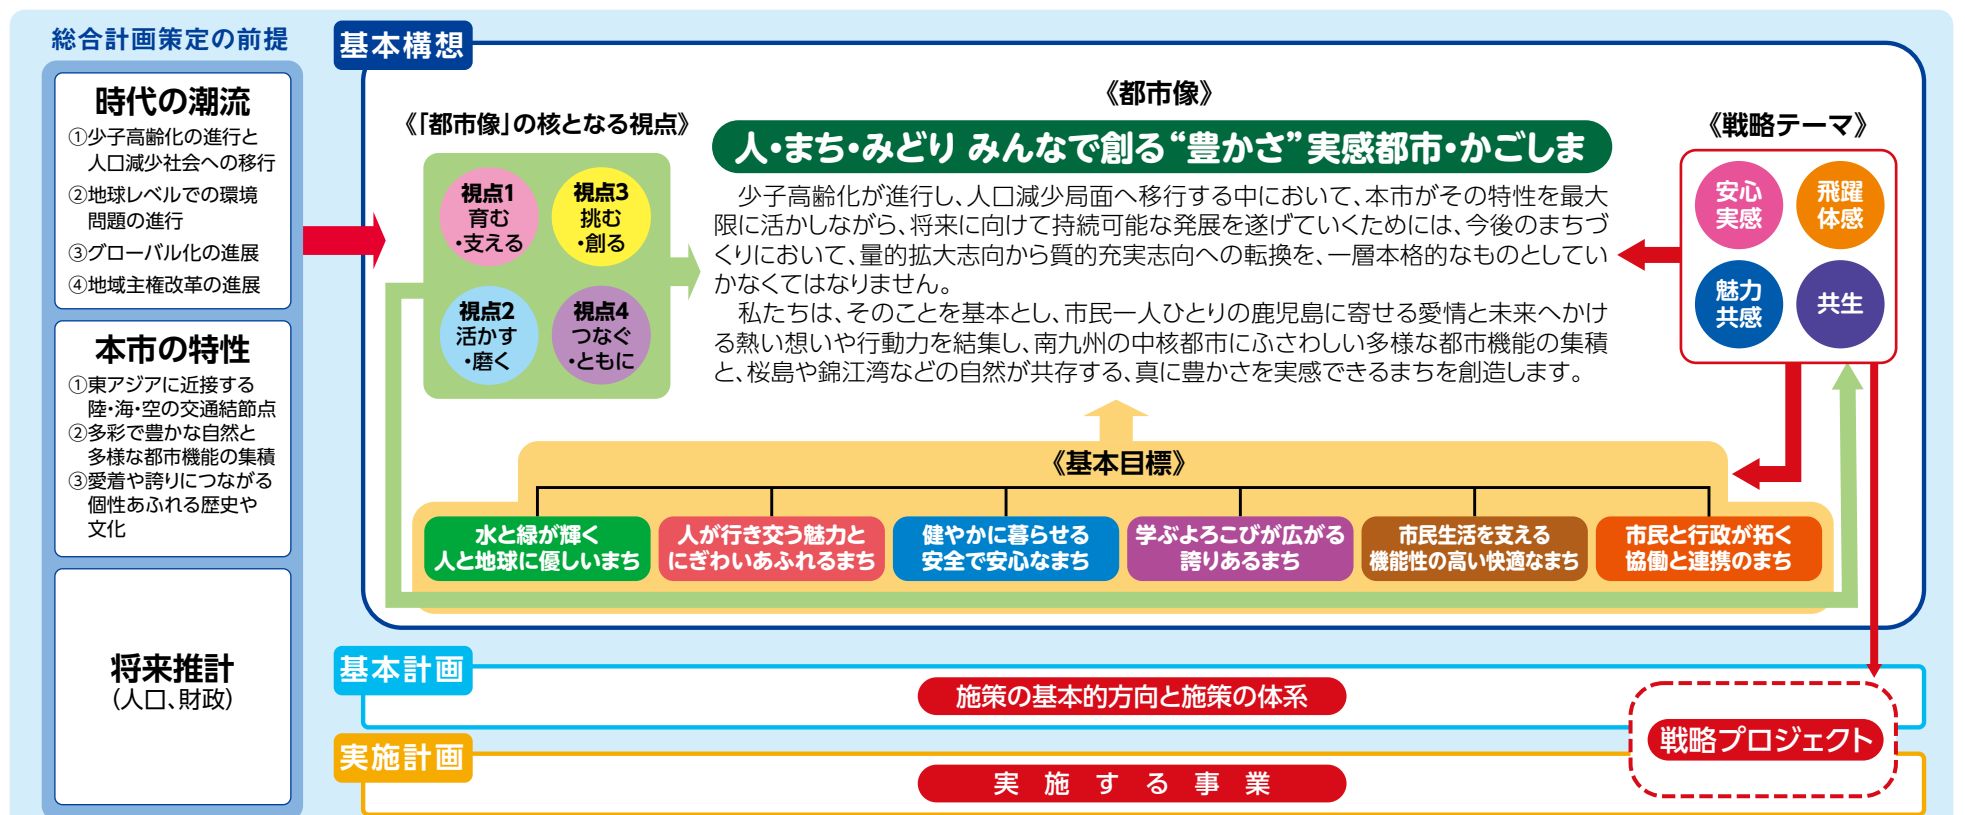 総合計画策定の前提
時代の潮流
①少子高齢化の進行と
人口減少社会への移行
②地球レベルでの環境
問題の進行
③グローバル化の進展
④地域主権改革の進展
本市の特性
①東アジアに近接する
陸・海・空の交通結節点
②多彩で豊かな自然と
多様な都市機能の集積
③愛着や誇りにつながる
個性あふれる歴史や
文化
将来推計
(人口、財政)
基本構想
《「都市像」の核となる視点》
視点1
育む
・支える
視点3
挑む
・創る
視点2
活かす
・磨く
視点4
つなぐ
・ともに
《都市像》
人・まち・みどり みんなで創る“豊かさ”実感都市・かごしま
少子高齢化が進行し、人口減少局面へ移行する中において、本市がその特性を最大
限に活かしながら、将来に向けて持続可能な発展を遂げていくためには、今後のまちづ
くりにおいて、量的拡大志向から質的充実志向への転換を、一層本格的なものとしてい
かなくてはなりません。
私たちは、そのことを基本とし、市民一人ひとりの鹿児島に寄せる愛情と未来へかけ
る熱い想いや行動力を結集し、南九州の中核都市にふさわしい多様な都市機能の集積
と、桜島や錦江湾などの自然が共存する、真に豊かさを実感できるまちを創造します。
《戦略テーマ》
安心
実感
飛躍
体感
魅力
共感
共生
《基本目標》
水と緑が輝く
人と地球に優しいまち
人が行き交う魅力と
にぎわいあふれるまち
健やかに暮らせる
安全で安心なまち
学ぶよろこびが広がる
誇りあるまち
市民生活を支える
機能性の高い快適なまち
市民と行政が拓く
協働と連携のまち
基本計画
施策の基本的方向と施策の体系
戦略プロジェクト
実施計画
実施する事業